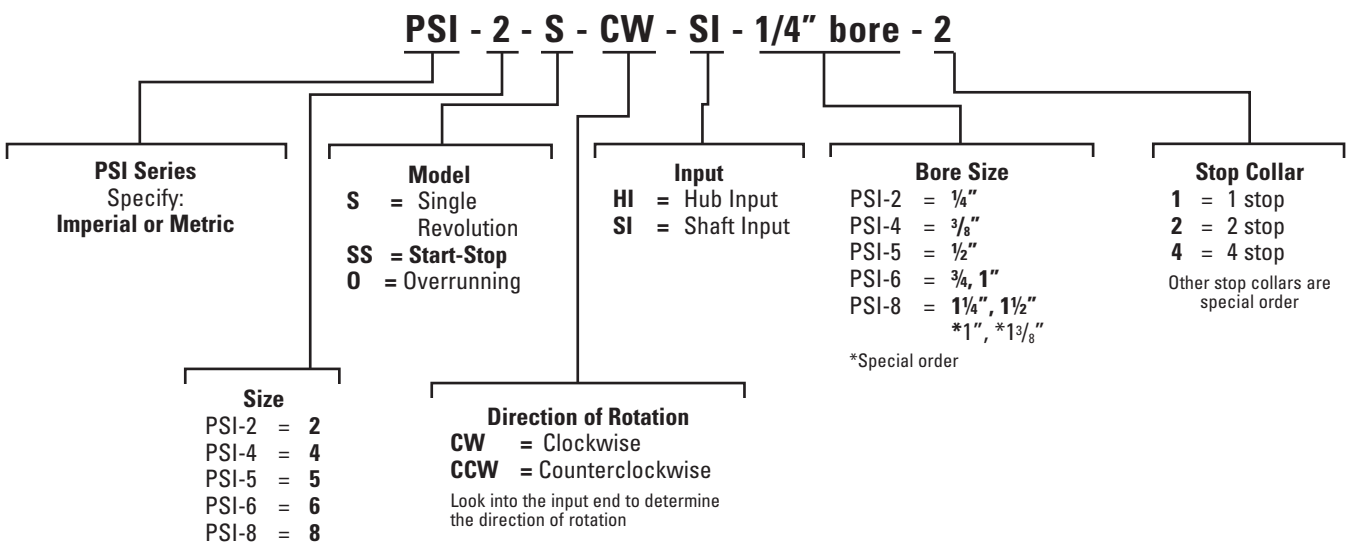 PSI - 2 - S - CW - SI - 1/4" bore - 2
PSI Series
Specify:
Imperial or Metric
Model
S = Single
Revolution
SS = Start-Stop
O = Overrunning
Input
HI = Hub Input
SI = Shaft Input
Bore Size
PSI-2 = ¼"
PSI-4 = ³/₈"
PSI-5 = ½"
PSI-6 = ¾, 1"
PSI-8 = 1¼", 1½"
*1", *1³/₈"
*Special order
Stop Collar
1 = 1 stop
2 = 2 stop
4 = 4 stop
Other stop collars are
special order
Size
PSI-2 = 2
PSI-4 = 4
PSI-5 = 5
PSI-6 = 6
PSI-8 = 8
Direction of Rotation
CW = Clockwise
CCW = Counterclockwise
Look into the input end to determine
the direction of rotation